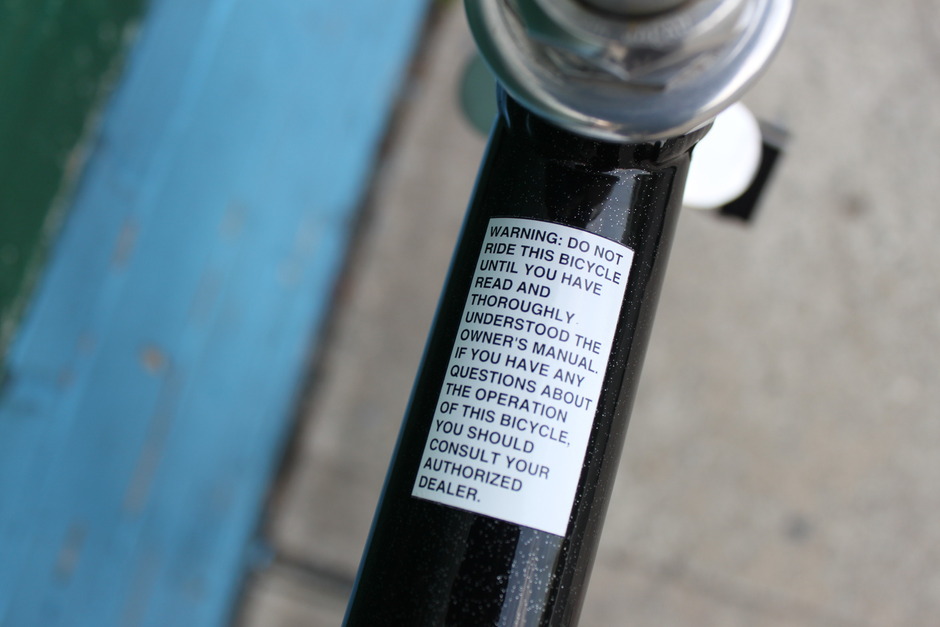 WARNING: DO NOT
RIDE THIS BICYCLE
UNTIL YOU HAVE
READ AND
THOROUGHLY
UNDERSTOOD THE
OWNER'S MANUAL.
IF YOU HAVE ANY
QUESTIONS ABOUT
THE OPERATION
OF THIS BICYCLE,
YOU SHOULD
CONSULT YOUR
AUTHORIZED
DEALER.